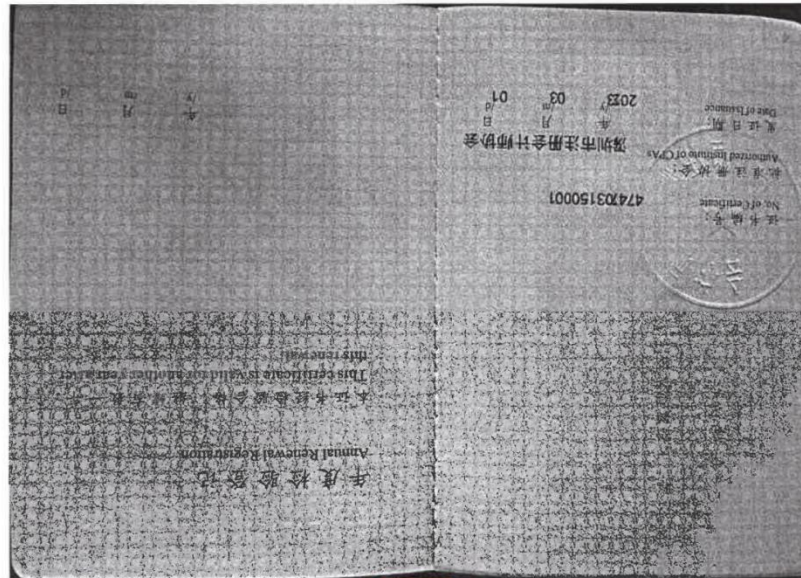 证书编号： 474703150001
No. of Certificate
批准注册协会： 深圳市注册会计师协会
Authorized Institute of CPAs
发证日期： 年 03 月 01 日
Date of Issuance /y /m /d
年度检验登记
Annual Renewal Registration
本证书经检验合格，继续有效一年。
This certificate is valid for another year after
this renewal.
年 月 日
/y /m /d